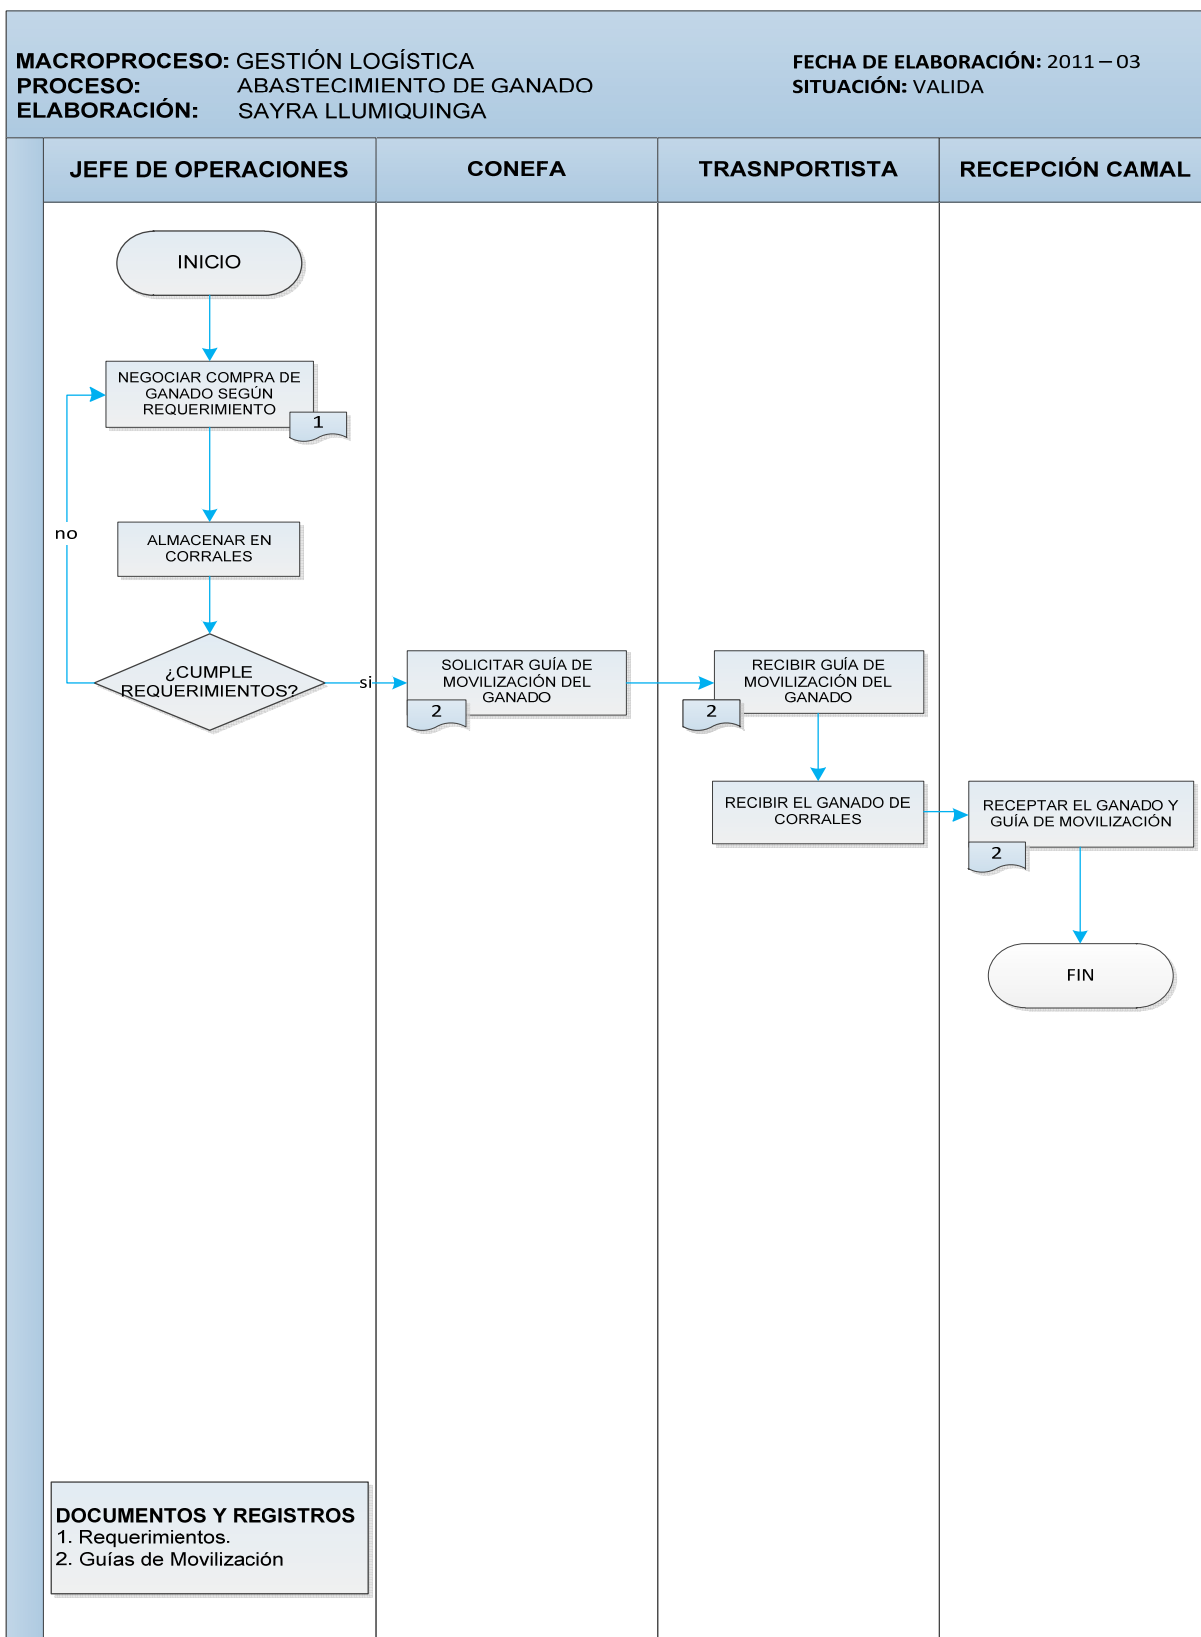 MACROPROCESO: GESTIÓN LOGÍSTICA
PROCESO: ABASTECIMIENTO DE GANADO
ELABORACIÓN: SAYRA LLUMIQUINGA
FECHA DE ELABORACIÓN: 2011 – 03
SITUACIÓN: VALIDA
JEFE DE OPERACIONES
CONEFA
TRASNPORTISTA
RECEPCIÓN CAMAL
INICIO
NEGOCIAR COMPRA DE
GANADO SEGÚN
REQUERIMIENTO
1
no
ALMACENAR EN
CORRALES
¿CUMPLE
REQUERIMIENTOS?
si
SOLICITAR GUÍA DE
MOVILIZACIÓN DEL
GANADO
2
RECIBIR GUÍA DE
MOVILIZACIÓN DEL
GANADO
2
RECIBIR EL GANADO DE
CORRALES
RECEPTAR EL GANADO Y
GUÍA DE MOVILIZACIÓN
2
FIN
DOCUMENTOS Y REGISTROS
1. Requerimientos.
2. Guías de Movilización